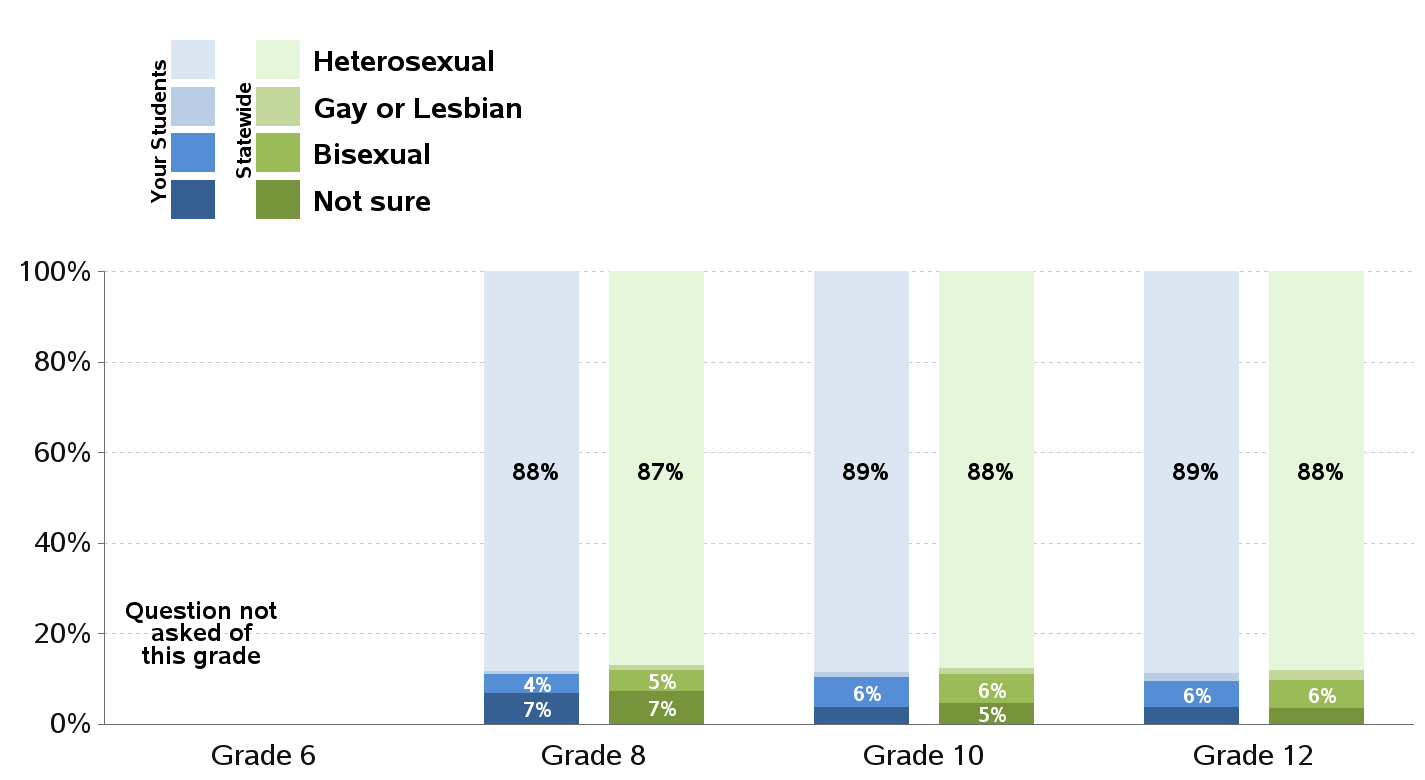 Your Students
Statewide
Heterosexual
Gay or Lesbian
Bisexual
Not sure
100%
80%
60%
40%
20%
0%
Question not
asked of
this grade
88%
4%
7%
87%
5%
7%
89%
6%
88%
6%
5%
89%
6%
88%
6%
Grade 6
Grade 8
Grade 10
Grade 12